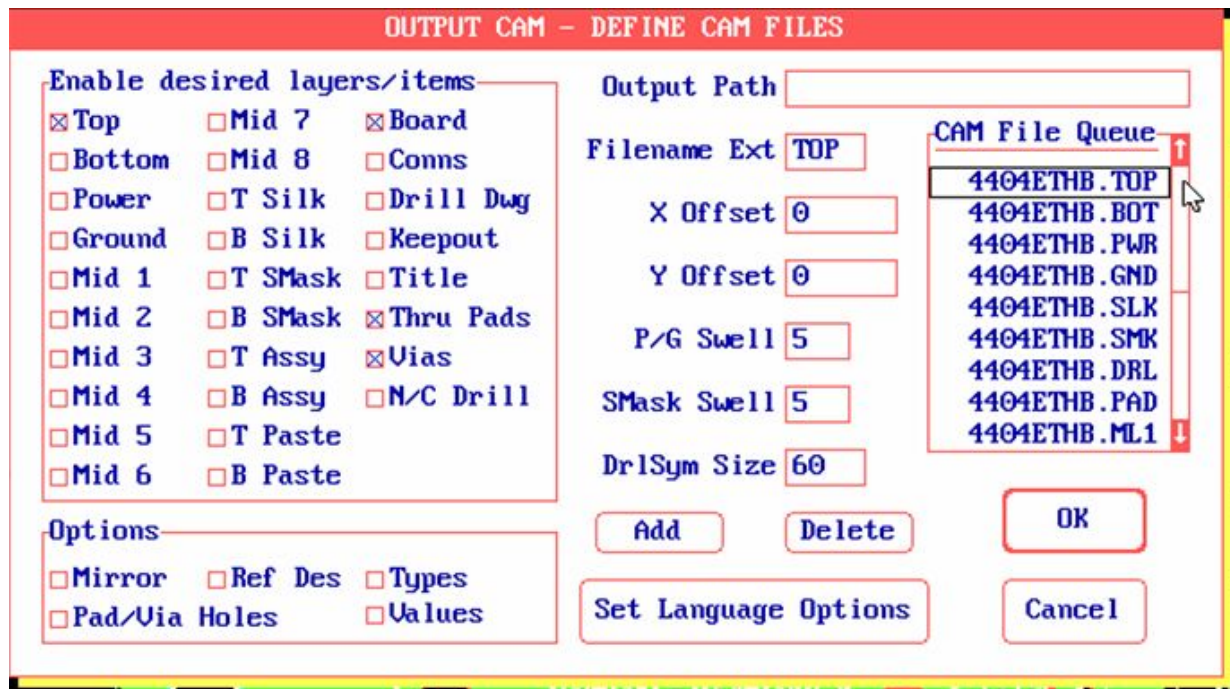 OUTPUT CAM - DEFINE CAM FILES
Enable desired layers/items
Top Mid 7 Board
Bottom Mid 8 Conns
Power T Silk Drill Dwg
Ground B Silk Keepout
Mid 1 T SMask Title
Mid 2 B SMask Thru Pads
Mid 3 T Assy Vias
Mid 4 B Assy N/C Drill
Mid 5 T Paste
Mid 6 B Paste
Options
Mirror Ref Des Types
Pad/Via Holes Values
Output Path
Filename Ext TOP
X Offset 0
Y Offset 0
P/G Swell 5
SMask Swell 5
DrlSym Size 60
Add Delete
Set Language Options
CAM File Queue
4404ETHB.TOP
4404ETHB.BOT
4404ETHB.PWR
4404ETHB.GND
4404ETHB.SLK
4404ETHB.SMK
4404ETHB.DRL
4404ETHB.PAD
4404ETHB.ML1
OK
Cancel